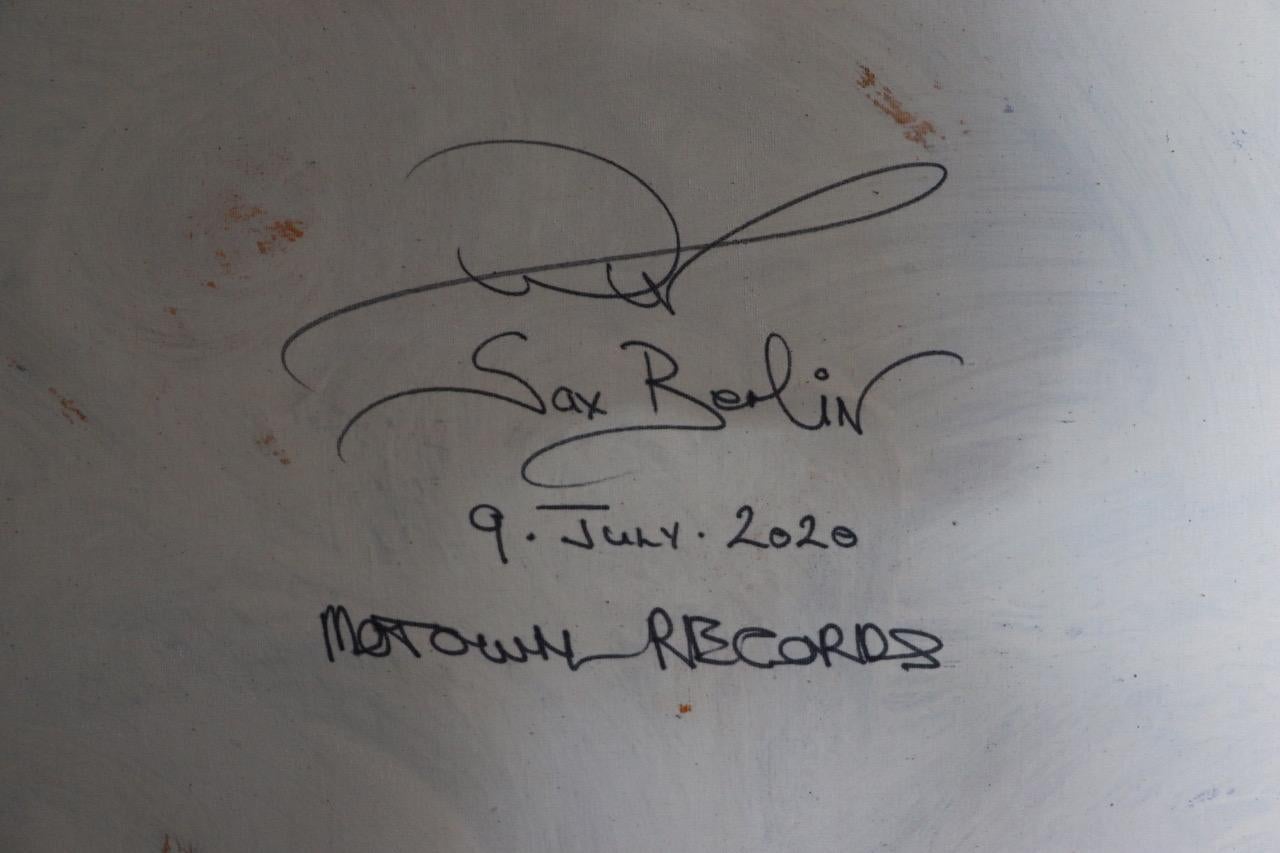 Sax Berlin
9. July. 2020
MOTOWN RECORDS